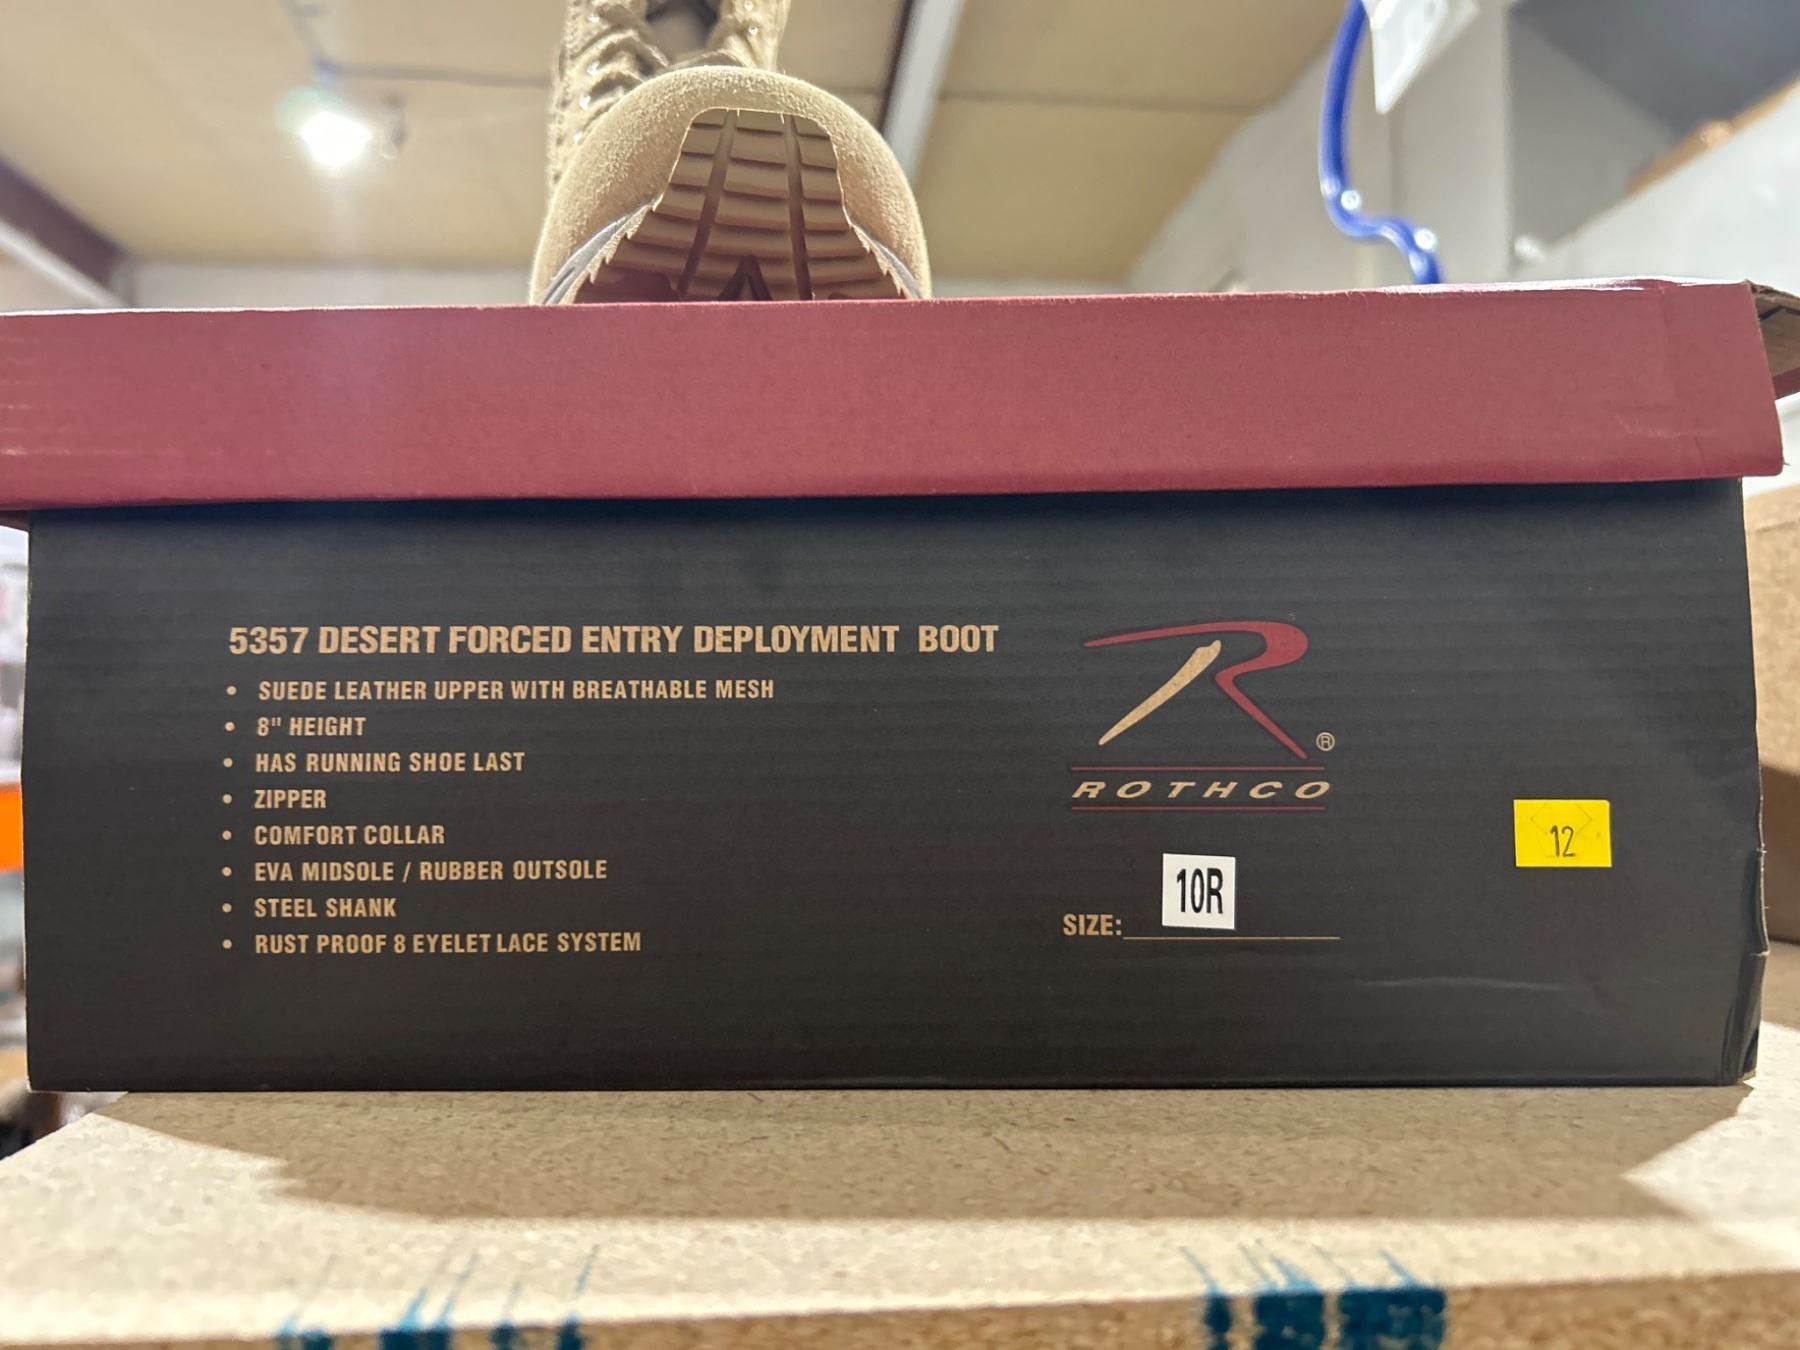 5357 DESERT FORCED ENTRY DEPLOYMENT BOOT
• SUEDE LEATHER UPPER WITH BREATHABLE MESH
• 8" HEIGHT
• HAS RUNNING SHOE LAST
• ZIPPER
• COMFORT COLLAR
• EVA MIDSOLE / RUBBER OUTSOLE
• STEEL SHANK
• RUST PROOF 8 EYELET LACE SYSTEM
R®
ROTHCO
SIZE: 10R
12